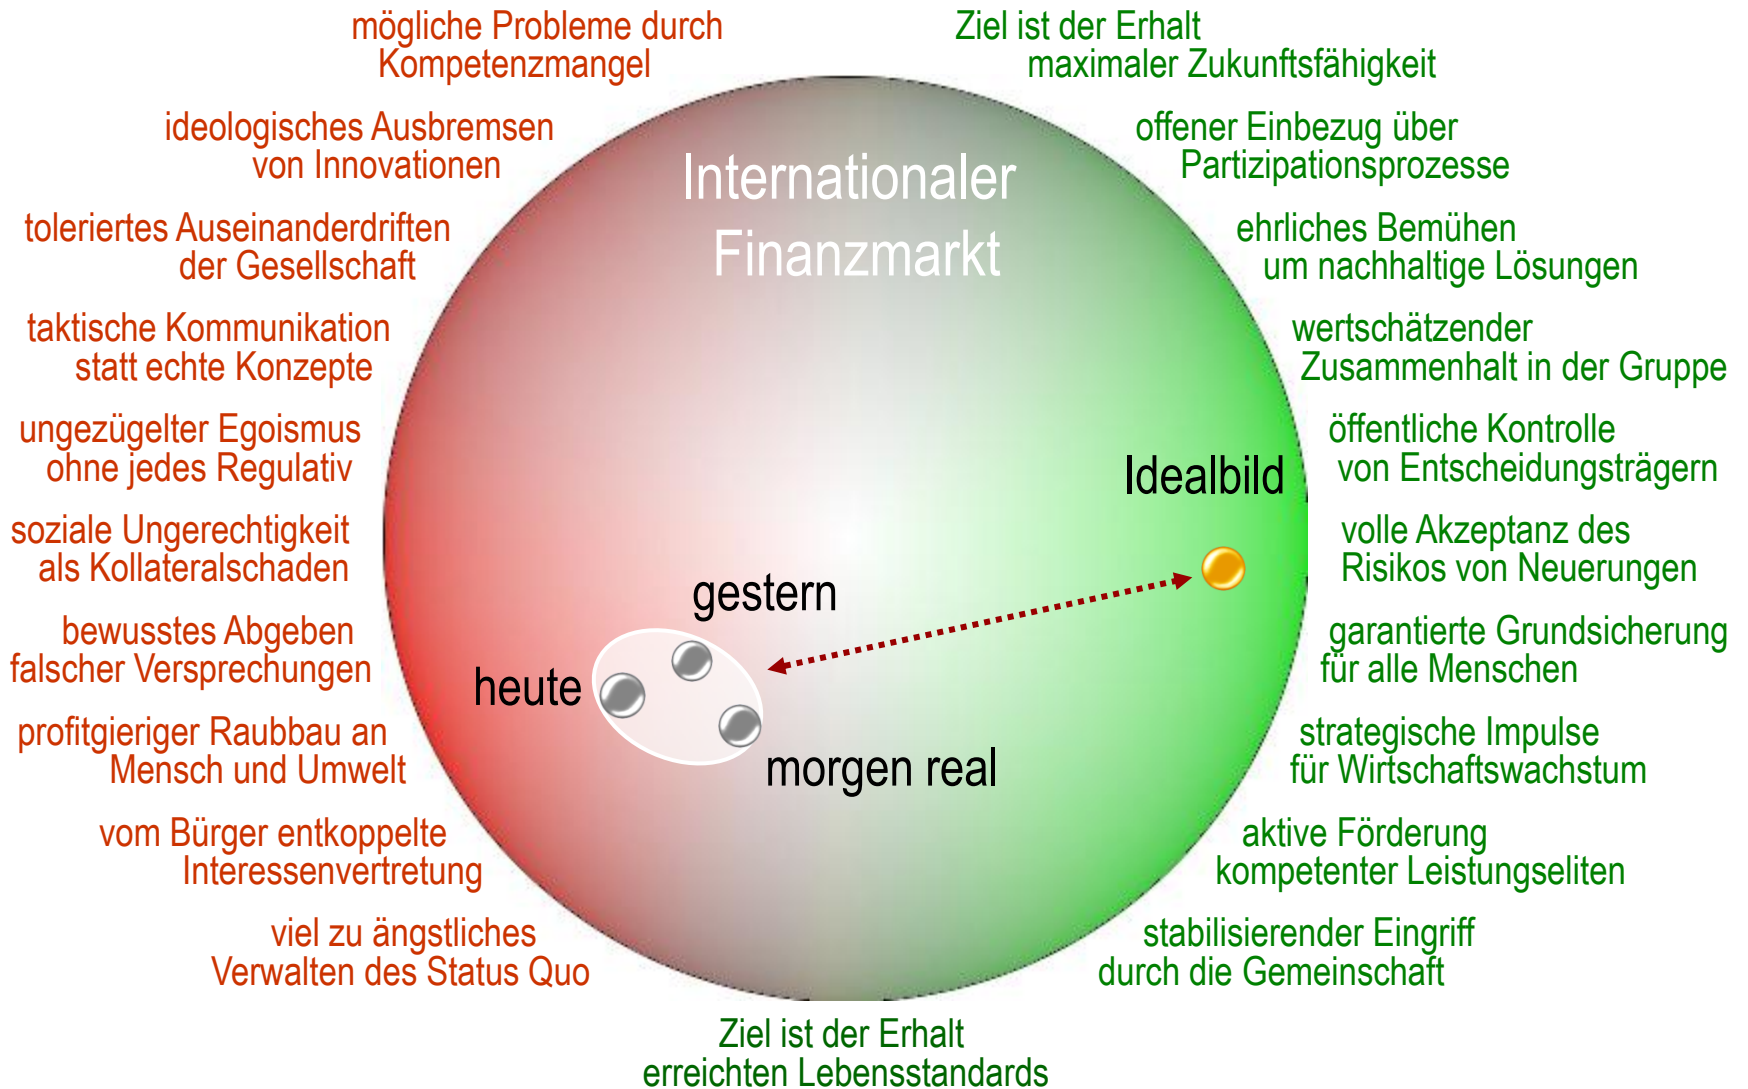 mögliche Probleme durch
Kompetenzmangel
ideologisches Ausbremsen
von Innovationen
toleriertes Auseinanderdriften
der Gesellschaft
taktische Kommunikation
statt echte Konzepte
ungezügelter Egoismus
ohne jedes Regulativ
soziale Ungerechtigkeit
als Kollateralschaden
bewusstes Abgeben
falscher Versprechungen
profitgieriger Raubbau an
Mensch und Umwelt
vom Bürger entkoppelte
Interessenvertretung
viel zu ängstliches
Verwalten des Status Quo
Internationaler
Finanzmarkt
Idealbild
gestern
heute
morgen real
Ziel ist der Erhalt
maximaler Zukunftsfähigkeit
offener Einbezug über
Partizipationsprozesse
ehrliches Bemühen
um nachhaltige Lösungen
wertschätzender
Zusammenhalt in der Gruppe
öffentliche Kontrolle
von Entscheidungsträgern
volle Akzeptanz des
Risikos von Neuerungen
garantierte Grundsicherung
für alle Menschen
strategische Impulse
für Wirtschaftswachstum
aktive Förderung
kompetenter Leistungseliten
stabilisierender Eingriff
durch die Gemeinschaft
Ziel ist der Erhalt
erreichten Lebensstandards